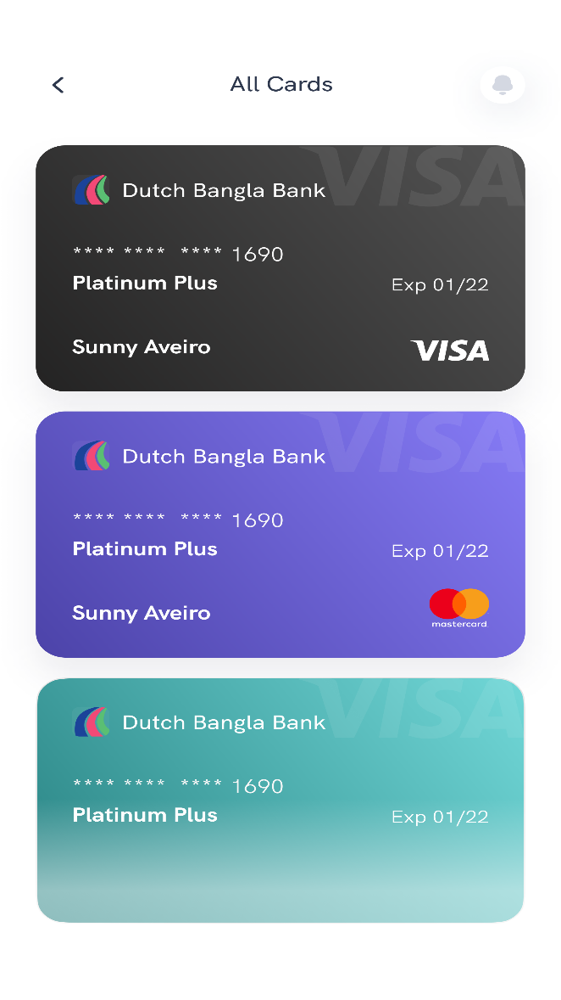 All Cards
VISA
Dutch Bangla Bank
**** **** **** 1690
Platinum Plus
Exp 01/22
Sunny Aveiro
VISA
VISA
Dutch Bangla Bank
**** **** **** 1690
Platinum Plus
Exp 01/22
Sunny Aveiro
mastercard
VISA
Dutch Bangla Bank
**** **** **** 1690
Platinum Plus
Exp 01/22